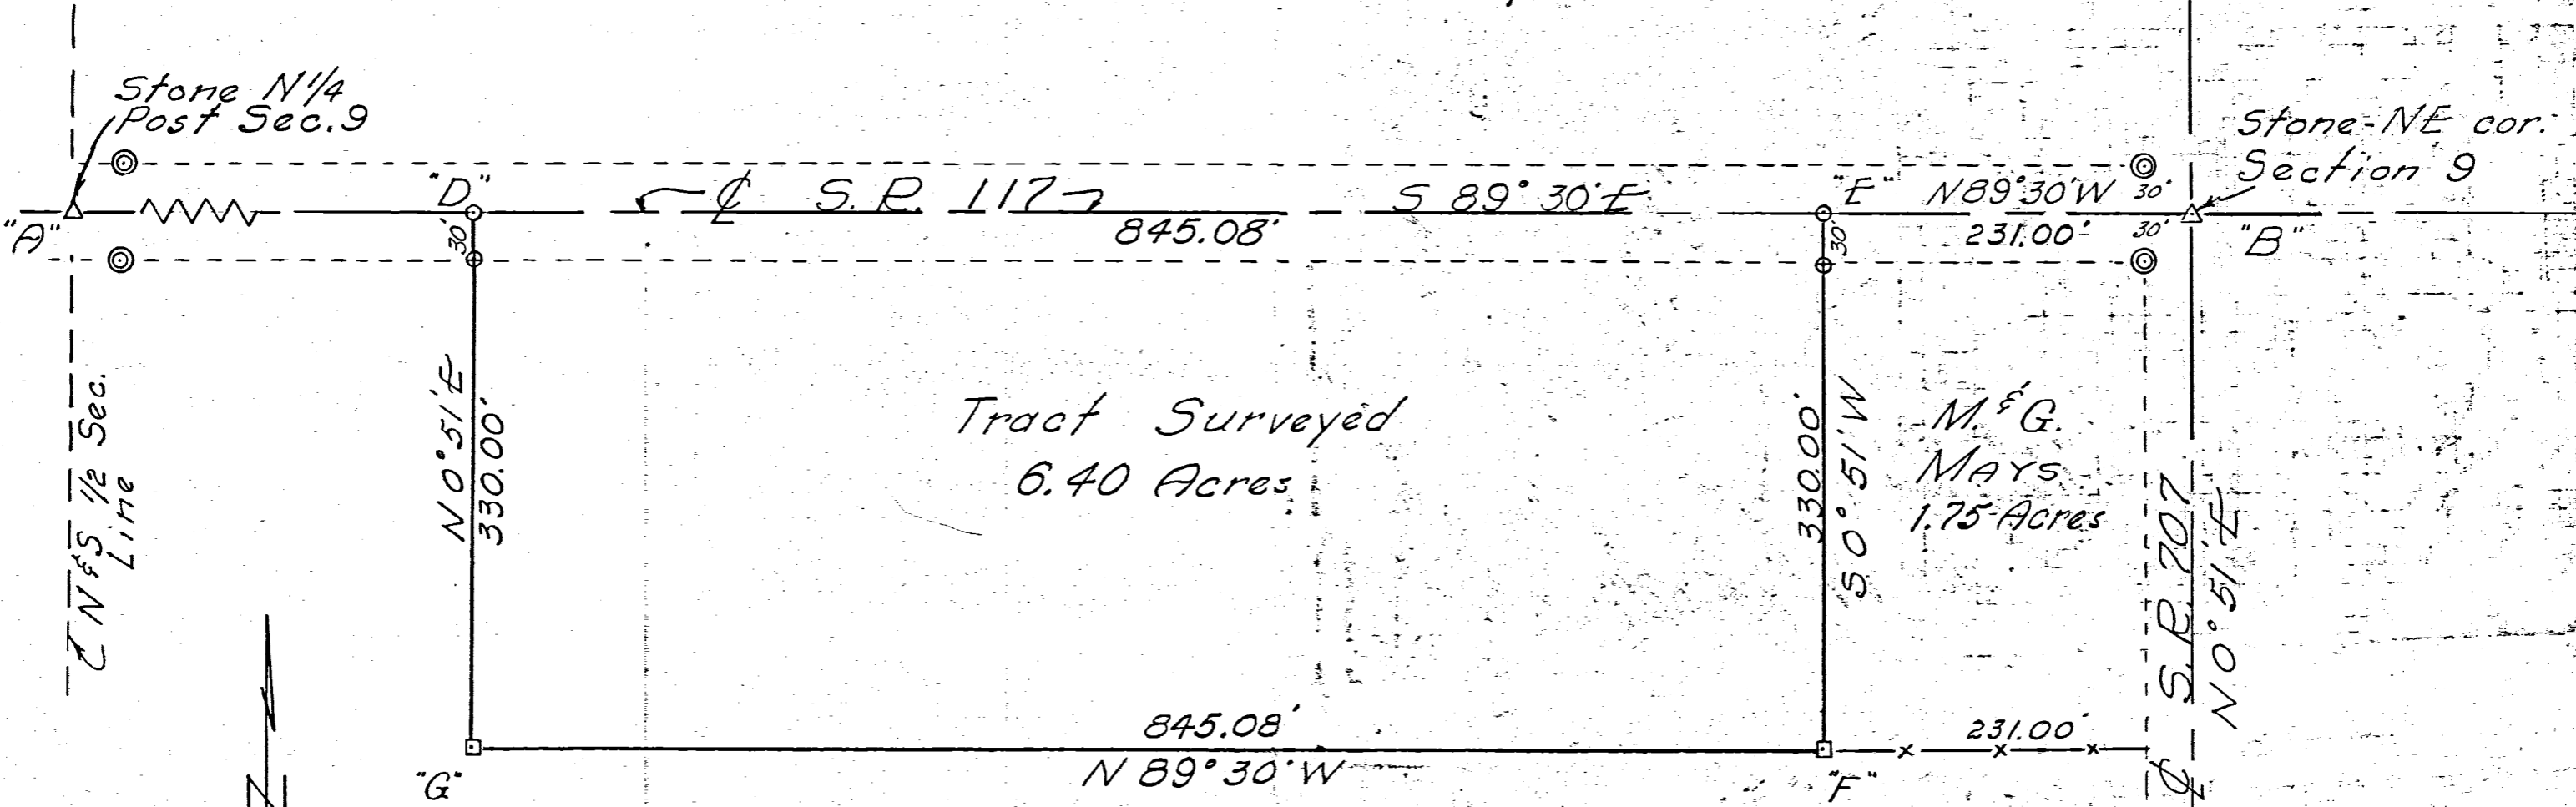 Stone N 1/4
Post Sec. 9
"A"
"D"
30'
℄ S. R. 117
845.08'
S 89° 30' E
"E"
30'
N 89° 30' W
231.00'
30'
30'
Stone - NE cor.
Section 9
"B"
N & S 1/2 Sec.
Line
N 0° 51' E
330.00'
Tract Surveyed
6.40 Acres
330.00'
S 0° 51' W
M. & G.
MAYS
1.75 Acres
℄ S. R. 707
N 0° 51' E
845.08'
N 89° 30' W
231.00'
"G"
"F"
N